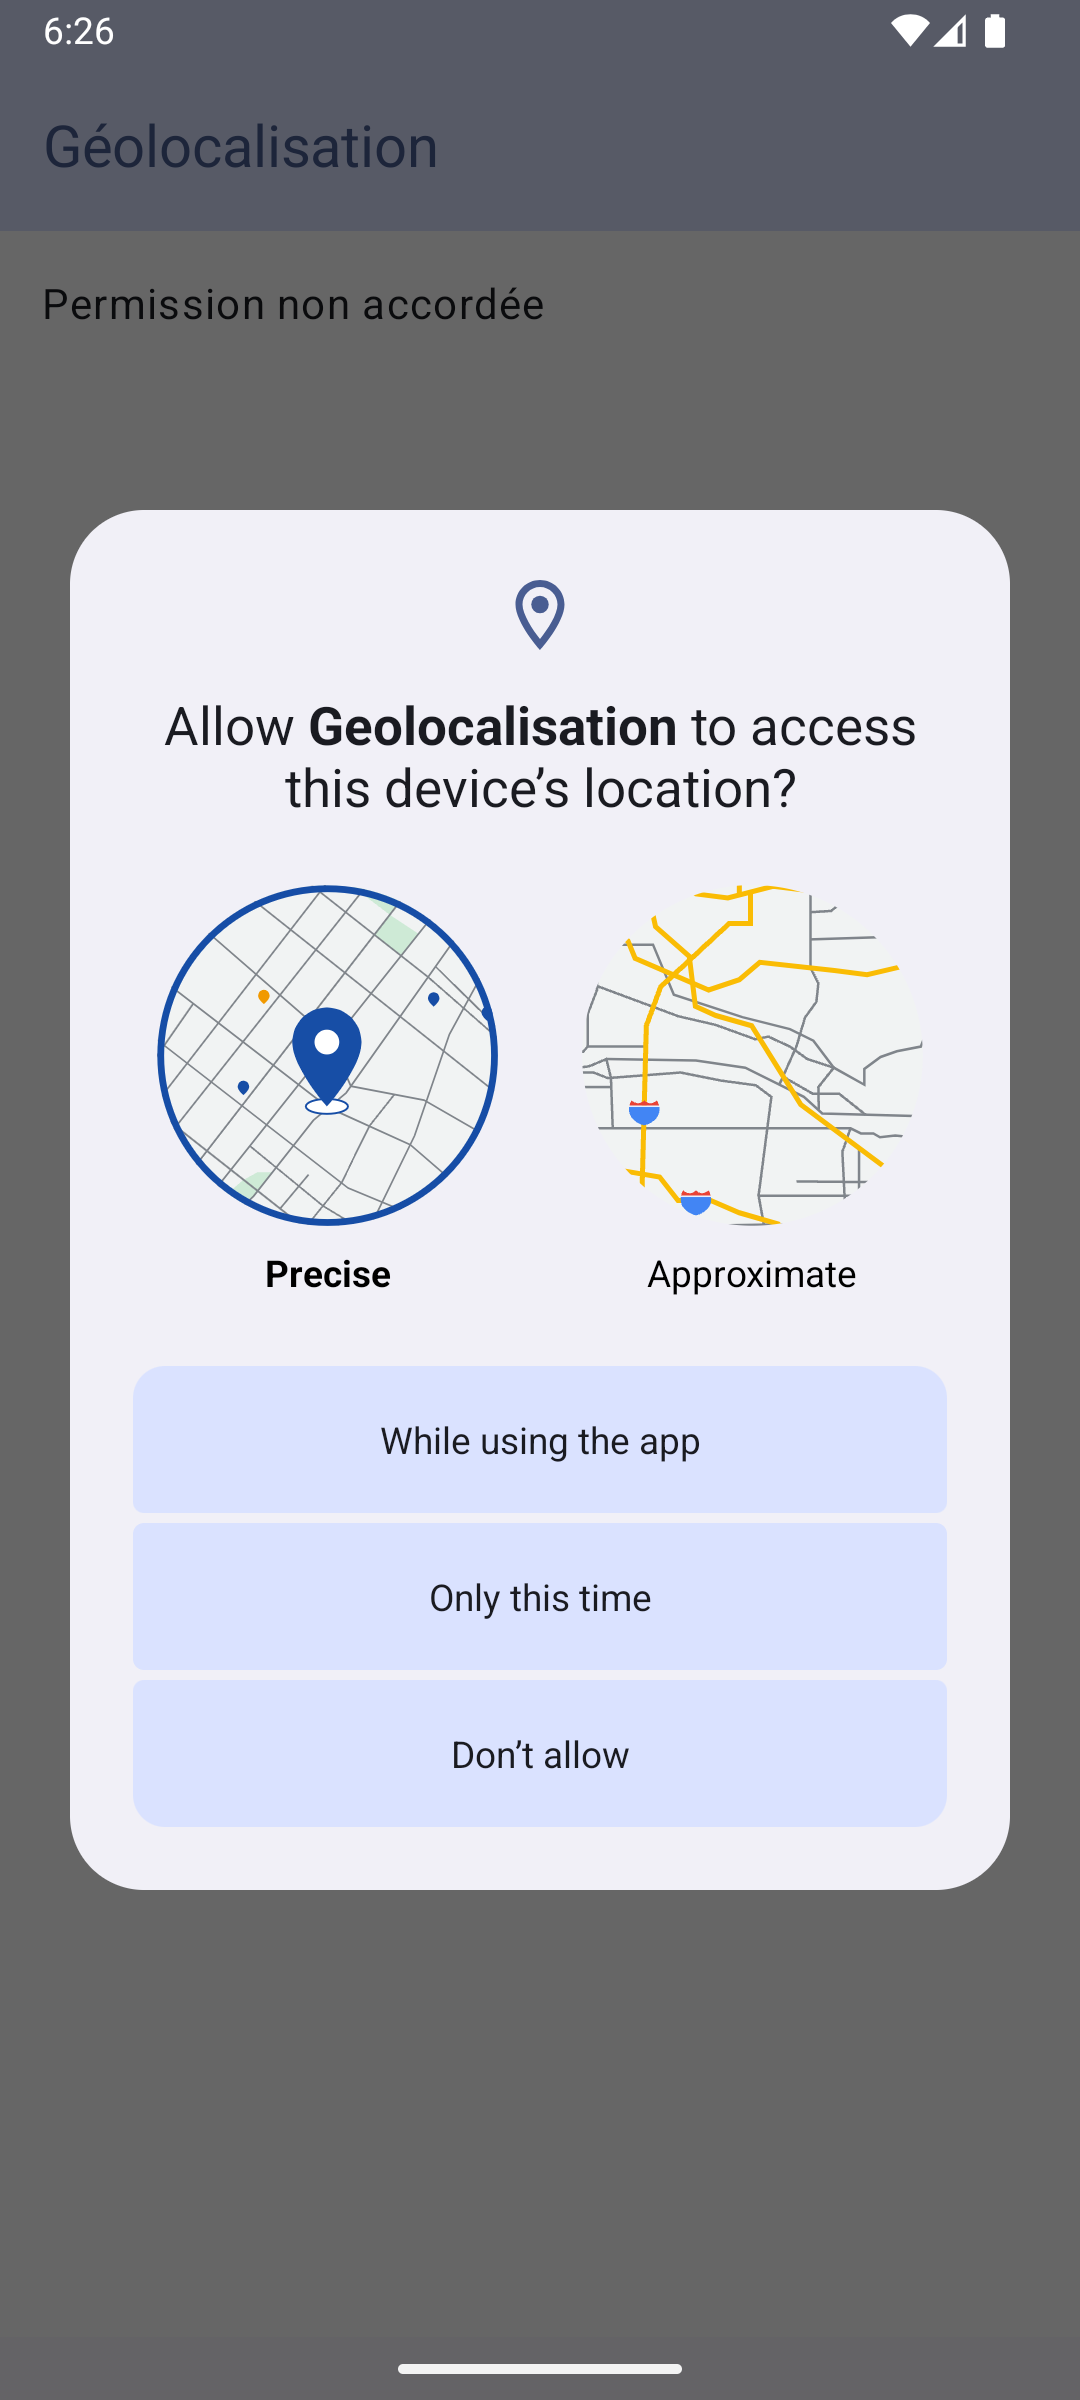 6:26
Géolocalisation
Permission non accordée
Allow Geolocalisation to access
this device’s location?
Precise
Approximate
While using the app
Only this time
Don’t allow